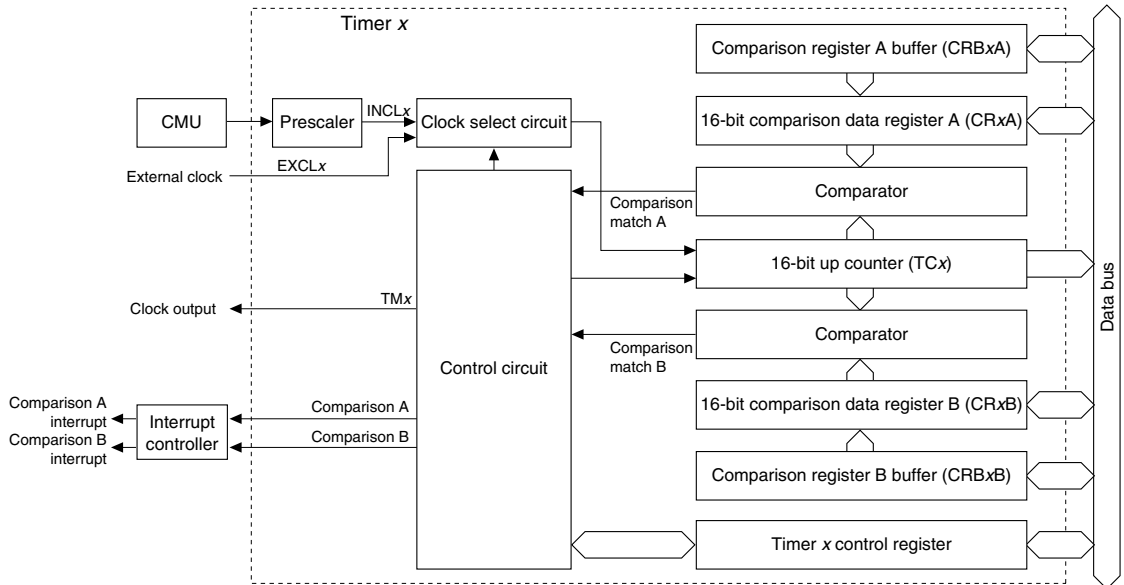 Timer x
Comparison register A buffer (CRBxA)
CMU
Prescaler
INCLx
Clock select circuit
16-bit comparison data register A (CRxA)
External clock
EXCLx
Comparison
match A
Comparator
16-bit up counter (TCx)
Clock output
TMx
Comparison
match B
Comparator
Control circuit
Data bus
Comparison A
interrupt
Comparison B
interrupt
Interrupt
controller
Comparison A
Comparison B
16-bit comparison data register B (CRxB)
Comparison register B buffer (CRBxB)
Timer x control register